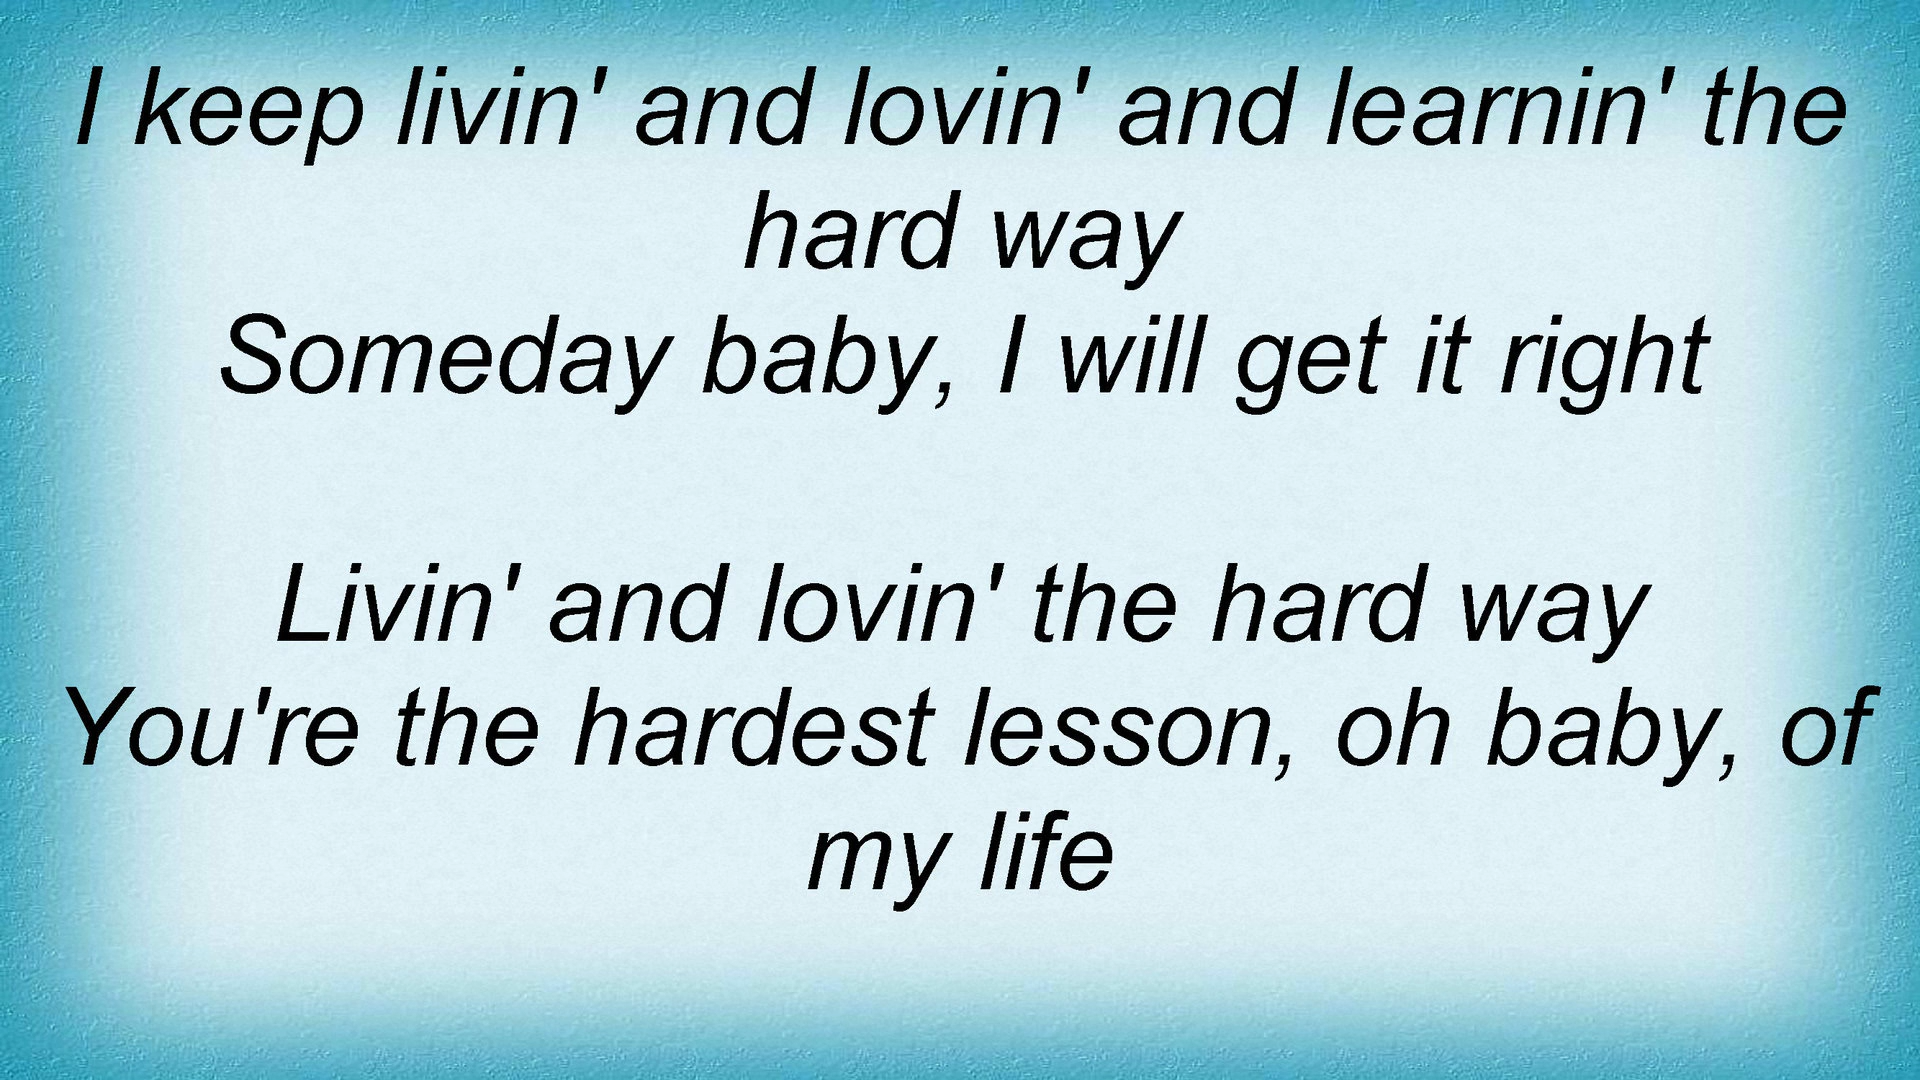 I keep livin' and lovin' and learnin' the
hard way
Someday baby, I will get it right
Livin' and lovin' the hard way
You're the hardest lesson, oh baby, of
my life